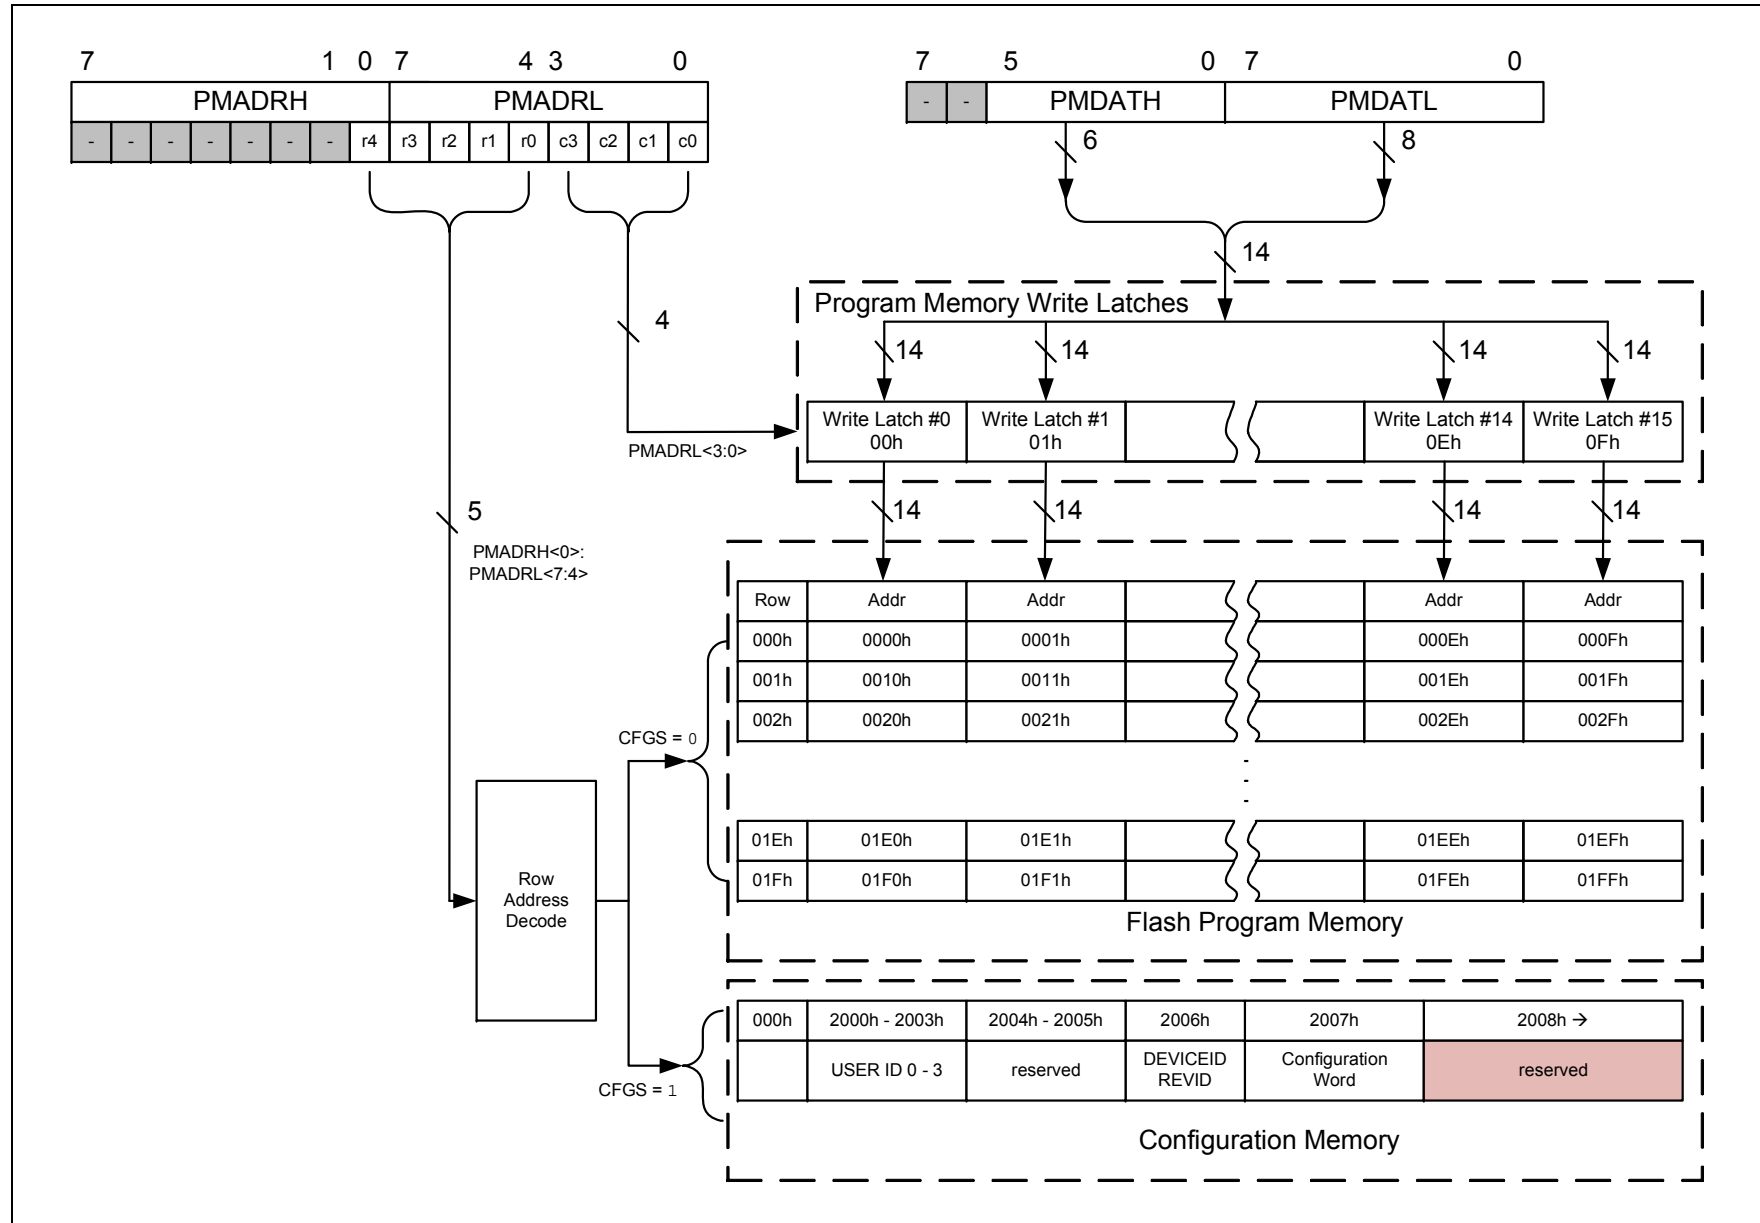 7 1 0 7 4 3 0
7 5 0 7 0
PMADRH PMADRL
- - PMDATH PMDATL
- - - - - - - r4 r3 r2 r1 r0 c3 c2 c1 c0
6 8
14
4
Program Memory Write Latches
14 14 14 14
Write Latch #0 00h
Write Latch #1 01h
Write Latch #14 0Eh
Write Latch #15 0Fh
PMADRL<3:0>
14 14 14 14
5
PMADRH<0>:
PMADRL<7:4>
Row Addr Addr Addr Addr
000h 0000h 0001h 000Eh 000Fh
001h 0010h 0011h 001Eh 001Fh
002h 0020h 0021h 002Eh 002Fh
CFGS = 0
- - -
01Eh 01E0h 01E1h 01EEh 01EFh
01Fh 01F0h 01F1h 01FEh 01FFh
Row
Address
Decode
Flash Program Memory
000h 2000h - 2003h 2004h - 2005h 2006h 2007h 2008h →
USER ID 0 - 3 reserved DEVICEID REVID Configuration Word reserved
CFGS = 1
Configuration Memory